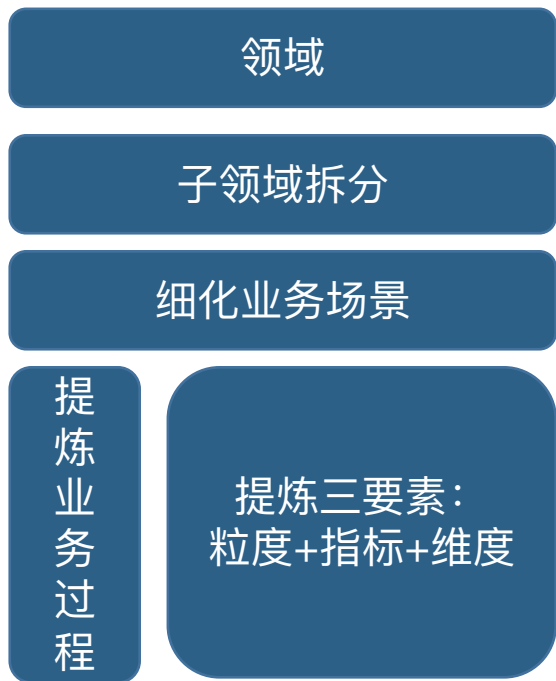 领域
子领域拆分
细化业务场景
提炼业务过程
提炼三要素：
粒度+指标+维度